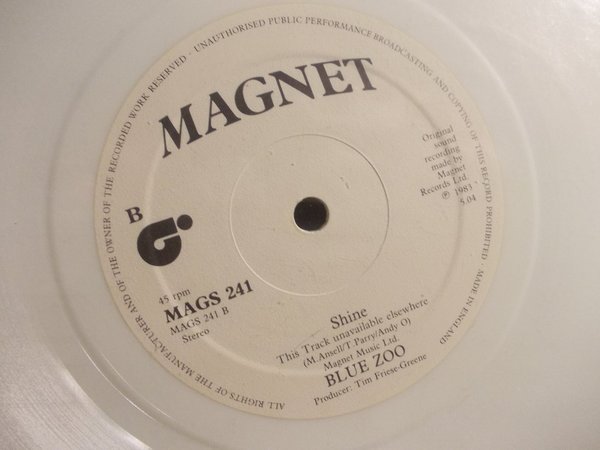 ALL RIGHTS OF THE MANUFACTURER AND OF THE OWNER OF THE RECORDED WORK RESERVED · UNAUTHORISED PUBLIC PERFORMANCE BROADCASTING AND COPYING OF THIS RECORD PROHIBITED · MADE IN ENGLAND
MAGNET
Original
sound
recording
made by
Magnet
Records Ltd.
℗ 1983
5.04
B
45 rpm
MAGS 241
MAGS 241 B
Stereo
Shine
This Track unavailable elsewhere
(M.Ansell/T Parry/Andy O)
Magnet Music Ltd.
BLUE ZOO
Producer: Tim Friese-Greene